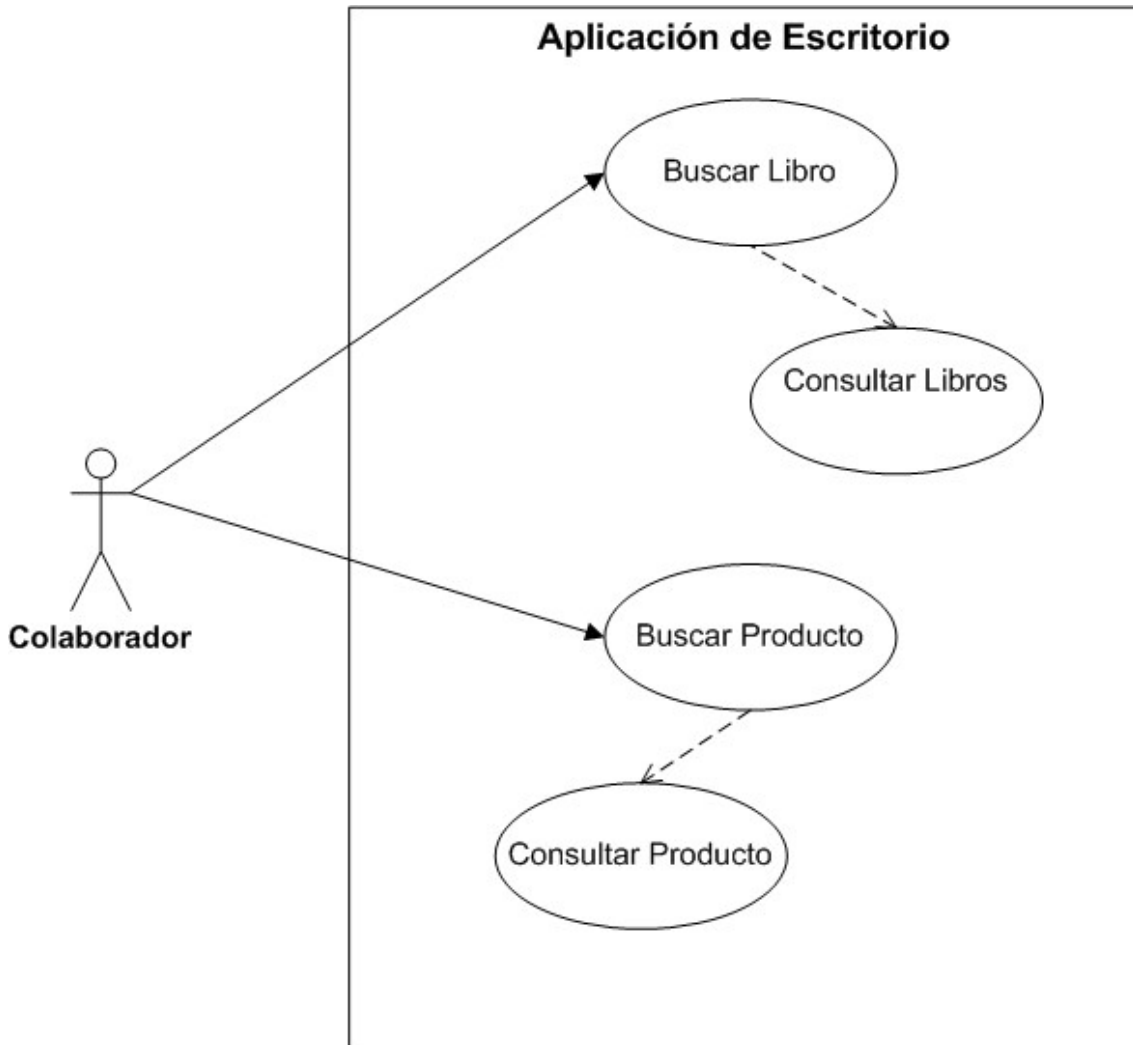 Aplicación de Escritorio
Buscar Libro
Consultar Libros
Colaborador
Buscar Producto
Consultar Producto